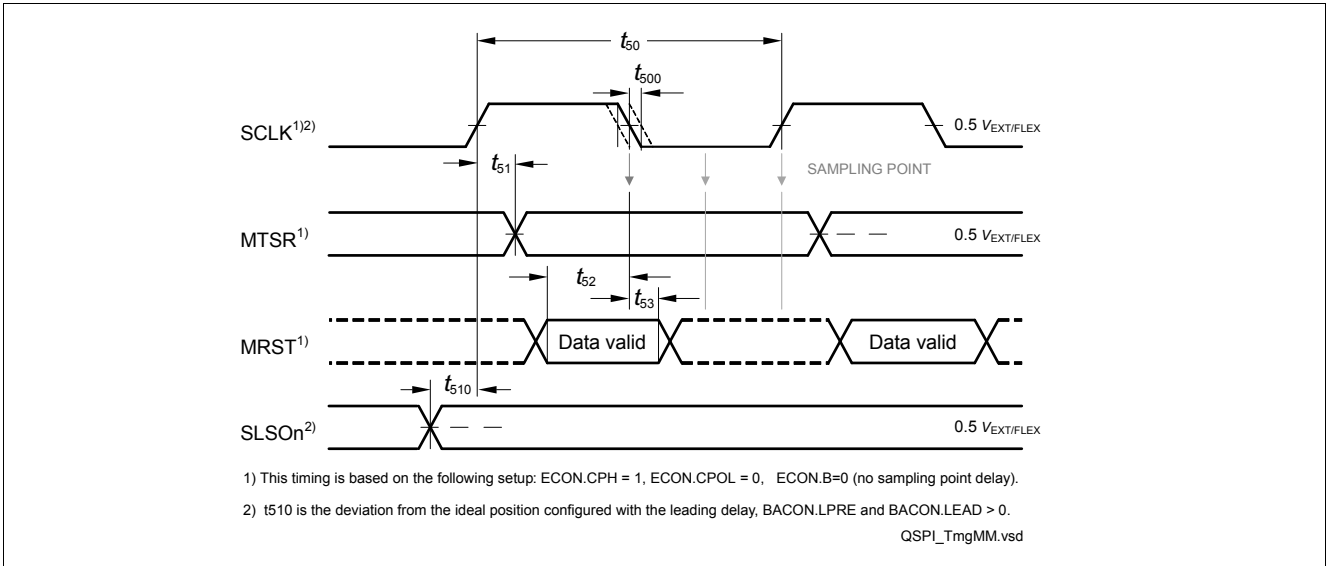 t50
t500
SCLK1)2)
0.5 VEXT/FLEX
t51
SAMPLING POINT
MTSR1)
0.5 VEXT/FLEX
t52
t53
MRST1)
Data valid
Data valid
t510
SLSOn2)
0.5 VEXT/FLEX
1) This timing is based on the following setup: ECON.CPH = 1, ECON.CPOL = 0, ECON.B=0 (no sampling point delay).
2) t510 is the deviation from the ideal position configured with the leading delay, BACON.LPRE and BACON.LEAD > 0.
QSPI_TmgMM.vsd